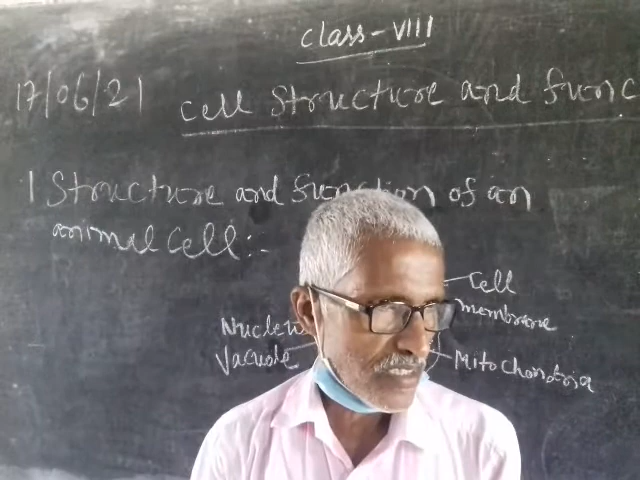 Class-VIII
17/06/21
Cell Structure and Func
1 Structure and function of an
animal Cell:-
Cell
membrane
Vacuole
Mitochondria